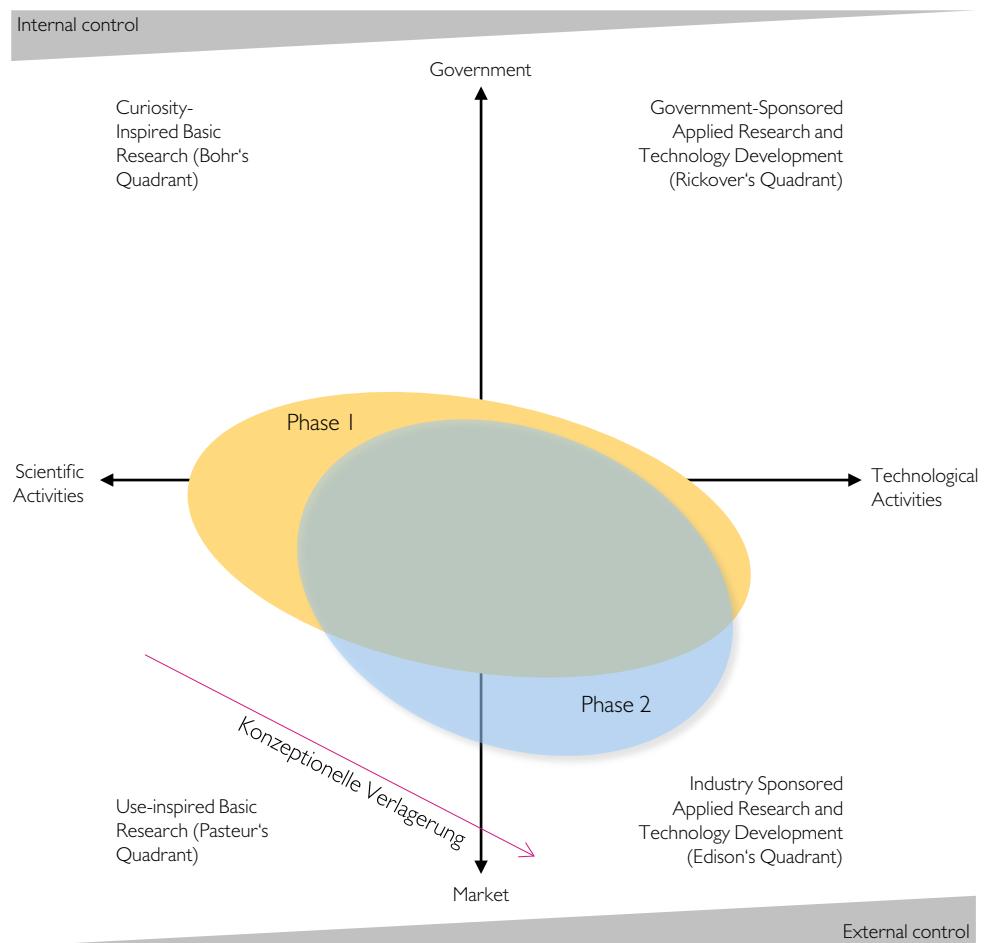 Internal control
Government
Curiosity-
Inspired Basic
Research (Bohr‘s
Quadrant)
Government-Sponsored
Applied Research and
Technology Development
(Rickover‘s Quadrant)
Phase 1
Scientific
Activities
Technological
Activities
Phase 2
Konzeptionelle Verlagerung
Use-inspired Basic
Research (Pasteur‘s
Quadrant)
Industry Sponsored
Applied Research and
Technology Development
(Edison‘s Quadrant)
Market
External control